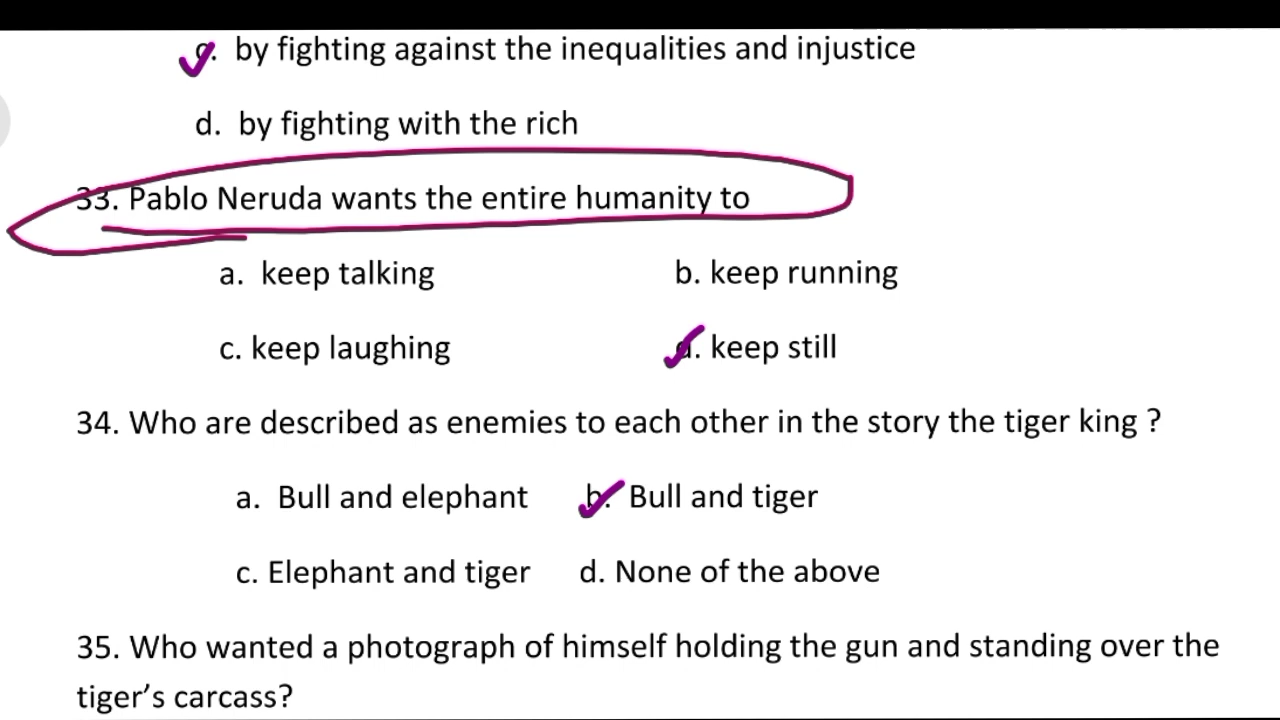 c. by fighting against the inequalities and injustice
d. by fighting with the rich
33. Pablo Neruda wants the entire humanity to
a. keep talking b. keep running
c. keep laughing d. keep still
34. Who are described as enemies to each other in the story the tiger king ?
a. Bull and elephant b. Bull and tiger
c. Elephant and tiger d. None of the above
35. Who wanted a photograph of himself holding the gun and standing over the
tiger’s carcass?